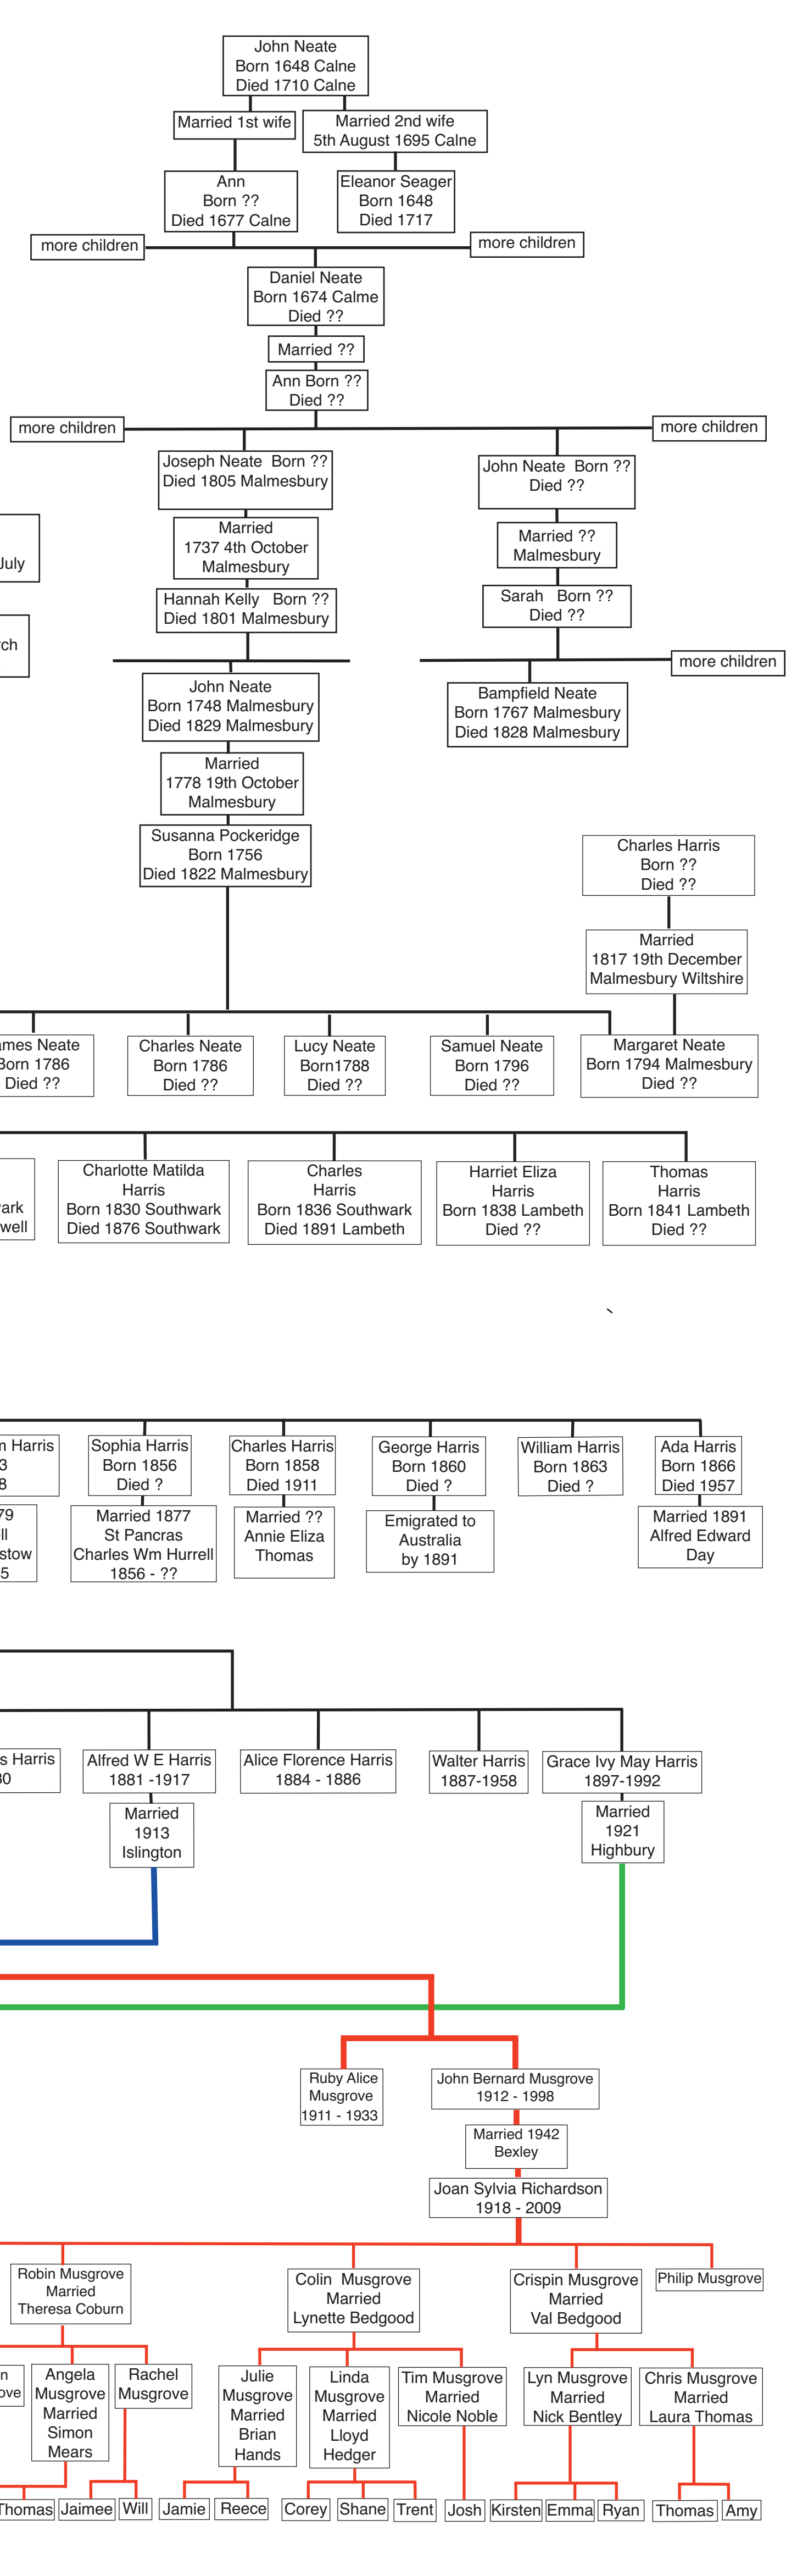 John Neate
Born 1648 Calne
Died 1710 Calne
Married 1st wife
Married 2nd wife
5th August 1695 Calne
Ann
Born ??
Died 1677 Calne
Eleanor Seager
Born 1648
Died 1717
more children
more children
Daniel Neate
Born 1674 Calme
Died ??
Married ??
Ann Born ??
Died ??
more children
more children
Joseph Neate Born ??
Died 1805 Malmesbury
John Neate Born ??
Died ??
July
Married
1737 4th October
Malmesbury
Married ??
Malmesbury
Hannah Kelly Born ??
Died 1801 Malmesbury
Sarah Born ??
Died ??
rch
more children
John Neate
Born 1748 Malmesbury
Died 1829 Malmesbury
Bampfield Neate
Born 1767 Malmesbury
Died 1828 Malmesbury
Married
1778 19th October
Malmesbury
Susanna Pockeridge
Born 1756
Died 1822 Malmesbury
Charles Harris
Born ??
Died ??
Married
1817 19th December
Malmesbury Wiltshire
ames Neate
Born 1786
Died ??
Charles Neate
Born 1786
Died ??
Lucy Neate
Born1788
Died ??
Samuel Neate
Born 1796
Died ??
Margaret Neate
Born 1794 Malmesbury
Died ??
ark
well
Charlotte Matilda
Harris
Born 1830 Southwark
Died 1876 Southwark
Charles
Harris
Born 1836 Southwark
Died 1891 Lambeth
Harriet Eliza
Harris
Born 1838 Lambeth
Died ??
Thomas
Harris
Born 1841 Lambeth
Died ??
m Harris
3
8
Sophia Harris
Born 1856
Died ?
Charles Harris
Born 1858
Died 1911
George Harris
Born 1860
Died ?
William Harris
Born 1863
Died ?
Ada Harris
Born 1866
Died 1957
79
ll
stow
5
Married 1877
St Pancras
Charles Wm Hurrell
1856 - ??
Married ??
Annie Eliza
Thomas
Emigrated to
Australia
by 1891
Married 1891
Alfred Edward
Day
s Harris
30
Alfred W E Harris
1881 -1917
Alice Florence Harris
1884 - 1886
Walter Harris
1887-1958
Grace Ivy May Harris
1897-1992
Married
1913
Islington
Married
1921
Highbury
Ruby Alice
Musgrove
1911 - 1933
John Bernard Musgrove
1912 - 1998
Married 1942
Bexley
Joan Sylvia Richardson
1918 - 2009
Robin Musgrove
Married
Theresa Coburn
Colin Musgrove
Married
Lynette Bedgood
Crispin Musgrove
Married
Val Bedgood
Philip Musgrove
n
ove
Angela
Musgrove
Married
Simon
Mears
Rachel
Musgrove
Julie
Musgrove
Married
Brian
Hands
Linda
Musgrove
Married
Lloyd
Hedger
Tim Musgrove
Married
Nicole Noble
Lyn Musgrove
Married
Nick Bentley
Chris Musgrove
Married
Laura Thomas
Thomas
Jaimee
Will
Jamie
Reece
Corey
Shane
Trent
Josh
Kirsten
Emma
Ryan
Thomas
Amy